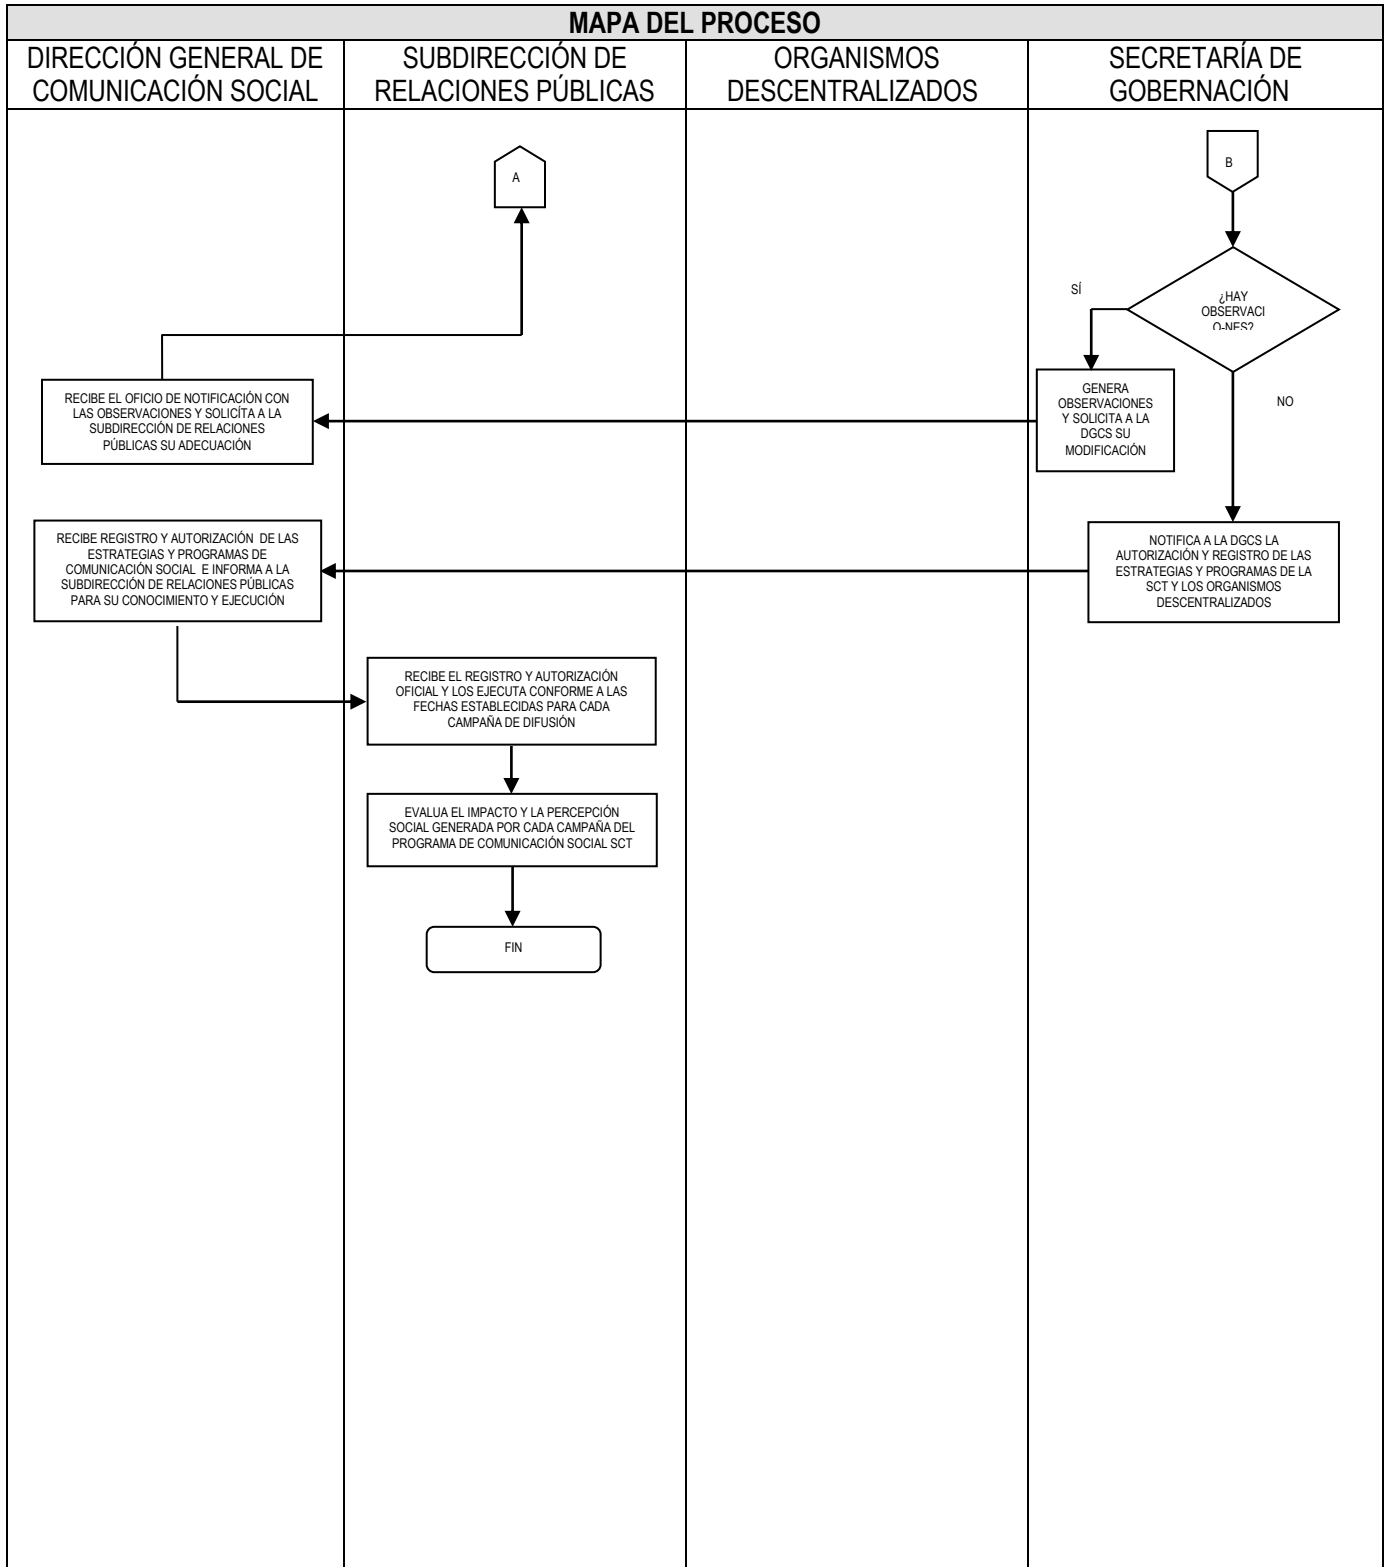 MAPA DEL PROCESO
DIRECCIÓN GENERAL DE
COMUNICACIÓN SOCIAL
SUBDIRECCIÓN DE
RELACIONES PÚBLICAS
ORGANISMOS
DESCENTRALIZADOS
SECRETARÍA DE
GOBERNACIÓN
A
B
¿HAY
OBSERVACI
O-NES?
SÍ
NO
RECIBE EL OFICIO DE NOTIFICACIÓN CON
LAS OBSERVACIONES Y SOLICÍTA A LA
SUBDIRECCIÓN DE RELACIONES
PÚBLICAS SU ADECUACIÓN
GENERA
OBSERVACIONES
Y SOLICITA A LA
DGCS SU
MODIFICACIÓN
RECIBE REGISTRO Y AUTORIZACIÓN DE LAS
ESTRATEGIAS Y PROGRAMAS DE
COMUNICACIÓN SOCIAL E INFORMA A LA
SUBDIRECCIÓN DE RELACIONES PÚBLICAS
PARA SU CONOCIMIENTO Y EJECUCIÓN
NOTIFICA A LA DGCS LA
AUTORIZACIÓN Y REGISTRO DE LAS
ESTRATEGIAS Y PROGRAMAS DE LA
SCT Y LOS ORGANISMOS
DESCENTRALIZADOS
RECIBE EL REGISTRO Y AUTORIZACIÓN
OFICIAL Y LOS EJECUTA CONFORME A LAS
FECHAS ESTABLECIDAS PARA CADA
CAMPAÑA DE DIFUSIÓN
EVALUA EL IMPACTO Y LA PERCEPCIÓN
SOCIAL GENERADA POR CADA CAMPAÑA DEL
PROGRAMA DE COMUNICACIÓN SOCIAL SCT
FIN